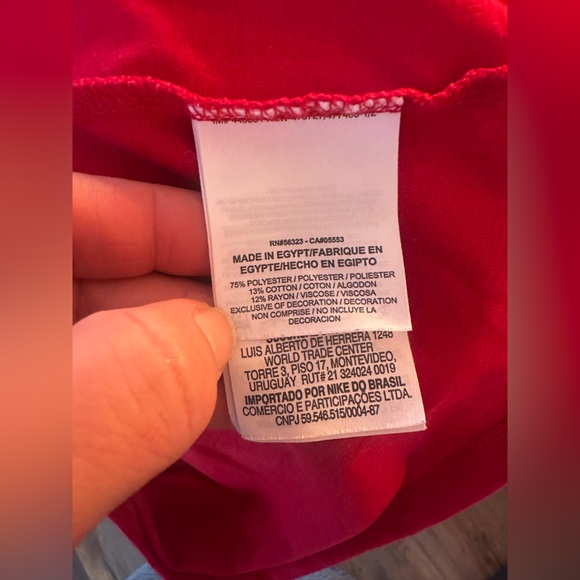 RN#56323 - CA#05553
MADE IN EGYPT/FABRIQUE EN
EGYPTE/HECHO EN EGIPTO
75% POLYESTER / POLYESTER / POLIESTER
13% COTTON / COTON / ALGODON
12% RAYON / VISCOSE / VISCOSA
EXCLUSIVE OF DECORATION / DECORATION
NON COMPRISE / NO INCLUYE LA
DECORACIÓN
LUIS ALBERTO DE HERRERA 1248
WORLD TRADE CENTER
TORRE 3, PISO 17, MONTEVIDEO,
URUGUAY RUT# 21 324024 0019
IMPORTADO POR NIKE DO BRASIL
COMÉRCIO E PARTICIPAÇÕES LTDA.
CNPJ 59.546.515/0004-87